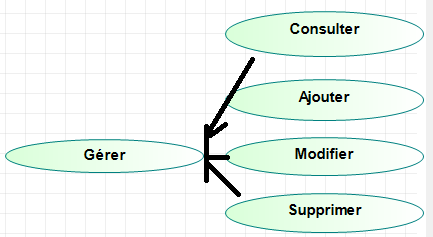 Consulter
Ajouter
Gérer
Modifier
Supprimer